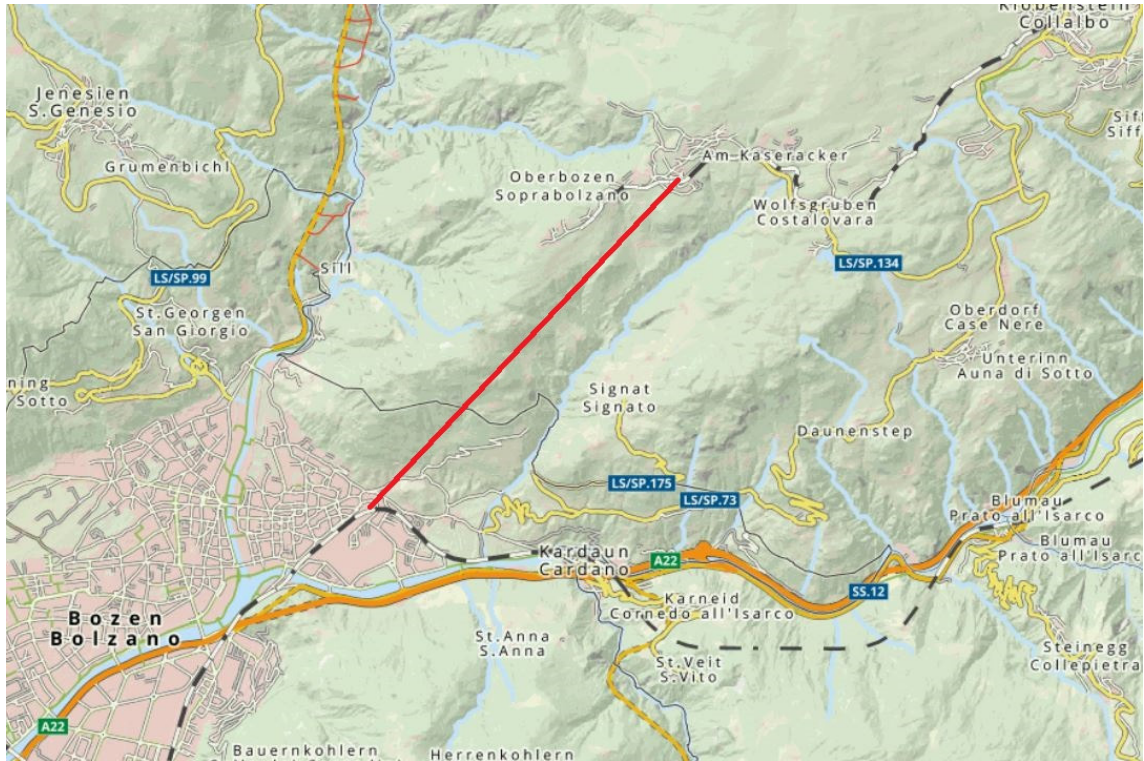 Klobenstein
Collalbo
Jenesien
S.Genesio
Siff
Siff
Grumenbichl
Am Kaseracker
Oberbozen
Soprabolzano
Wolfsgruben
Costalovara
Sill
LS/SP.99
LS/SP.134
St.Georgen
San Giorgio
Oberdorf
Case Nere
ning
Sotto
Unterinn
Auna di Sotto
Signat
Signato
Daunenstep
LS/SP.175
LS/SP.73
Blumau
Prato all'Isarco
Blumau
Prato all'Isarc
Kardaun
Cardano
A22
SS.12
Karneid
Cornedo all'Isarco
Bozen
Bolzano
St.Anna
S.Anna
St.Veit
S.Vito
Steinegg
Collepietra
A22
Bauernkohlern
Herrenkohlern